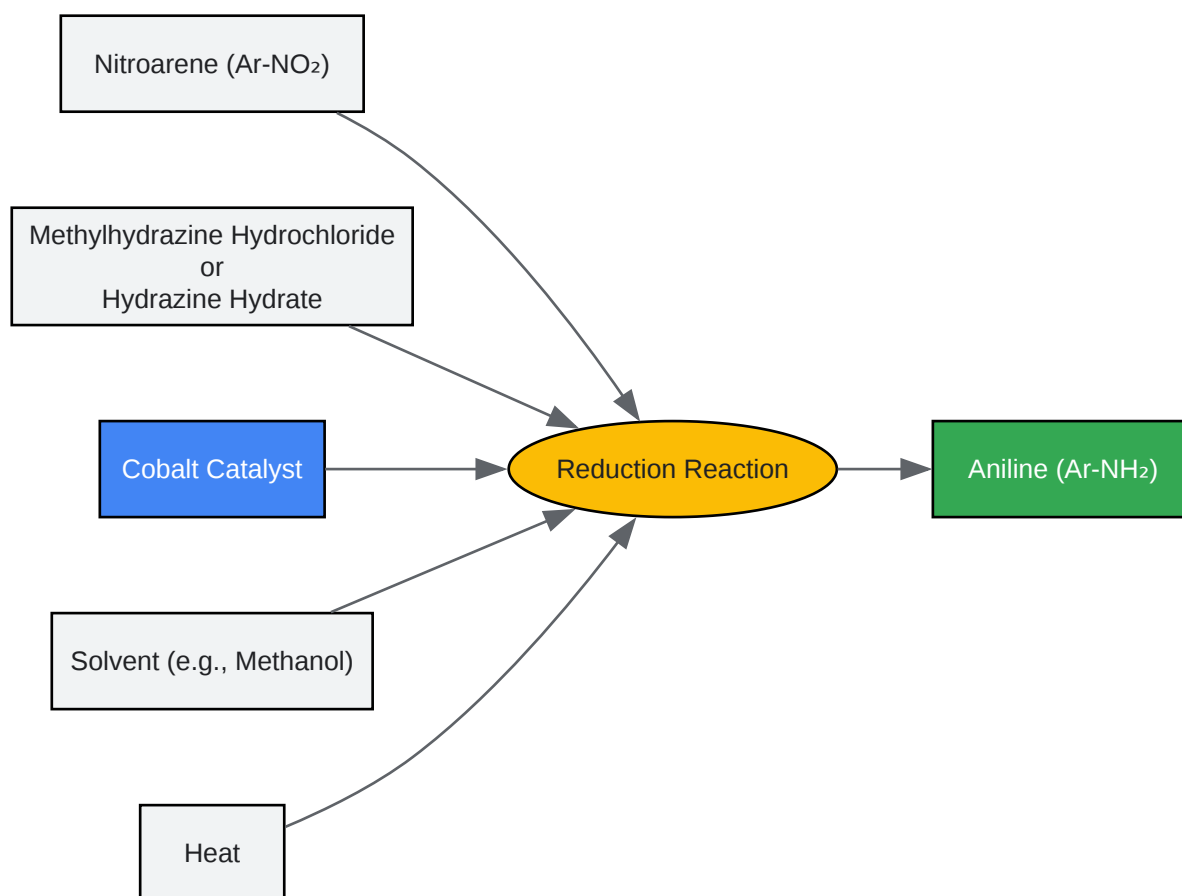 Nitroarene (Ar-NO₂)
Methylhydrazine Hydrochloride
or
Hydrazine Hydrate
Cobalt Catalyst
Reduction Reaction
Aniline (Ar-NH₂)
Solvent (e.g., Methanol)
Heat